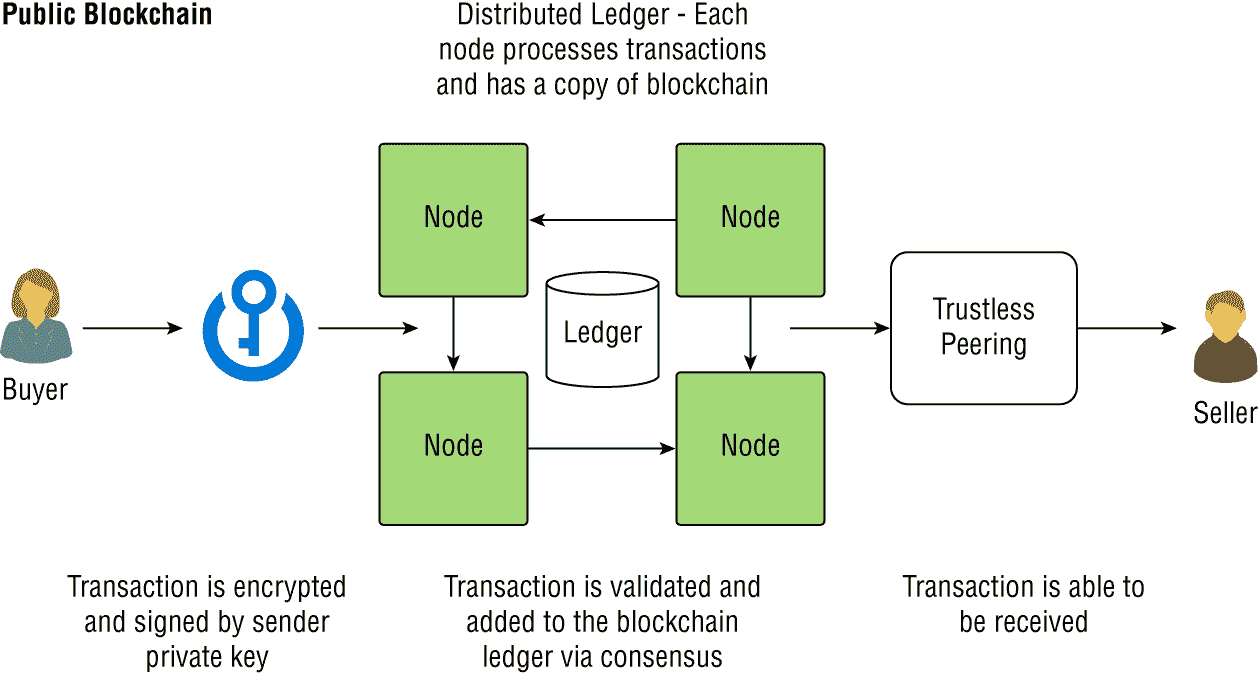 Public Blockchain
Distributed Ledger - Each
node processes transactions
and has a copy of blockchain
Node
Node
Ledger
Trustless
Peering
Buyer
Seller
Node
Node
Transaction is encrypted
and signed by sender
private key
Transaction is validated and
added to the blockchain
ledger via consensus
Transaction is able to
be received